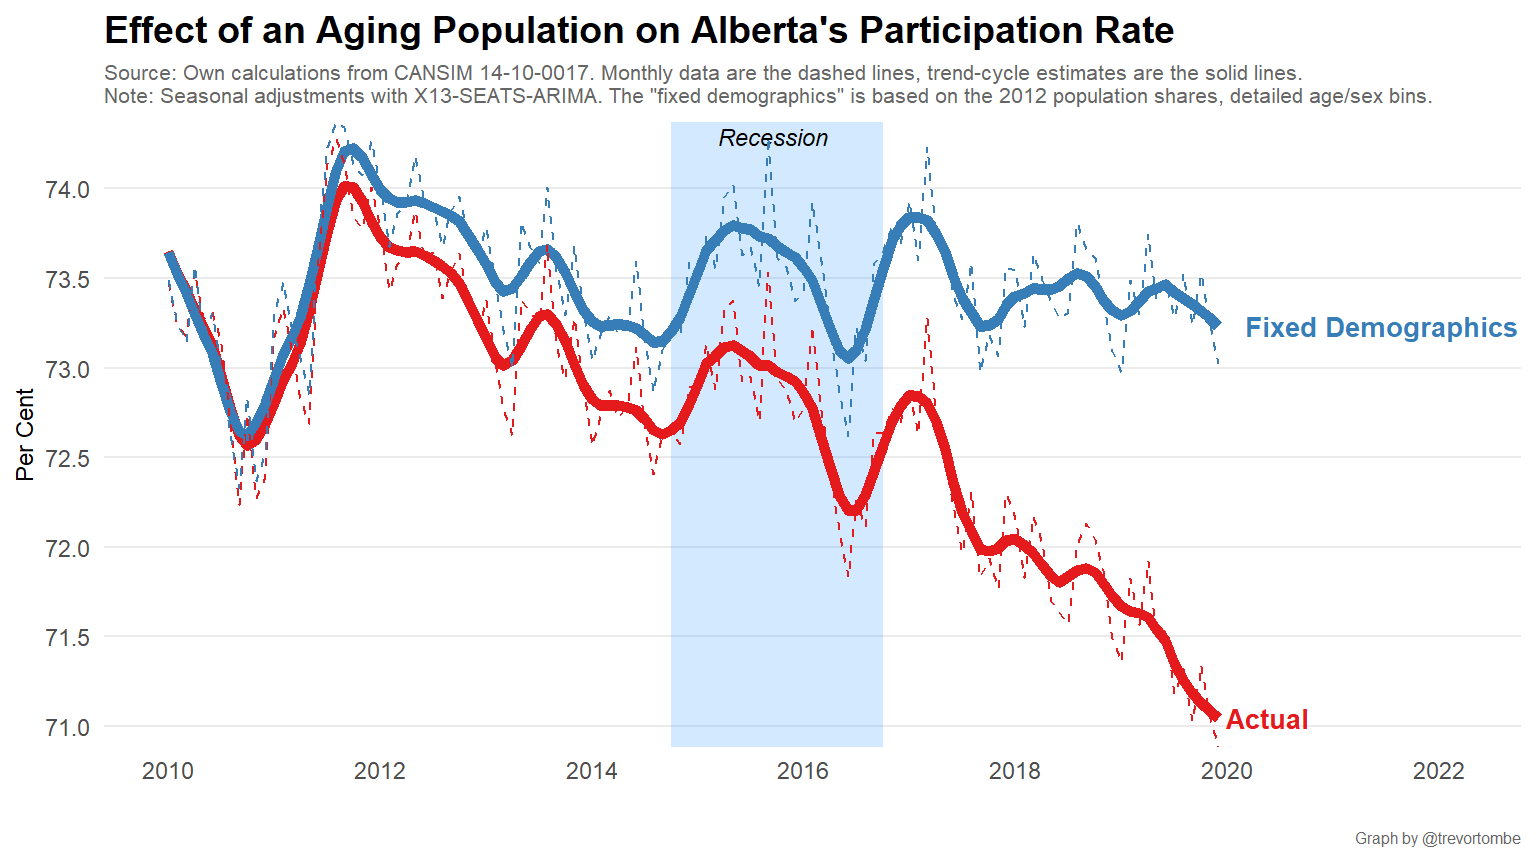 Effect of an Aging Population on Alberta's Participation Rate
Source: Own calculations from CANSIM 14-10-0017. Monthly data are the dashed lines, trend-cycle estimates are the solid lines.
Note: Seasonal adjustments with X13-SEATS-ARIMA. The "fixed demographics" is based on the 2012 population shares, detailed age/sex bins.
Recession
74.0
73.5
73.0
72.5
72.0
71.5
71.0
Per Cent
Fixed Demographics
Actual
2010 2012 2014 2016 2018 2020 2022
Graph by @trevortombe